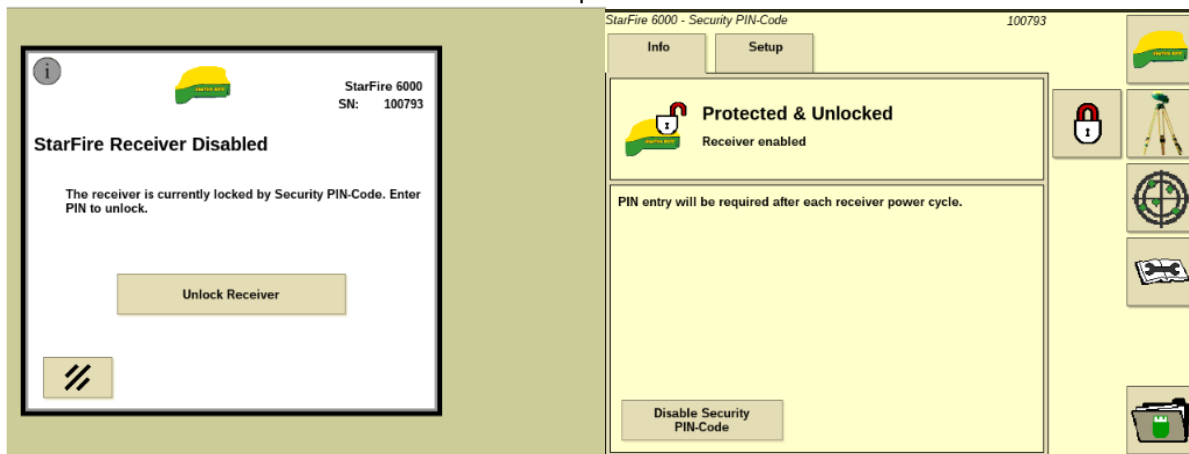 StarFire 6000
SN: 100793
StarFire Receiver Disabled
The receiver is currently locked by Security PIN-Code. Enter
PIN to unlock.
Unlock Receiver
StarFire 6000 - Security PIN-Code 100793
Info Setup
Protected & Unlocked
Receiver enabled
PIN entry will be required after each receiver power cycle.
Disable Security
PIN-Code